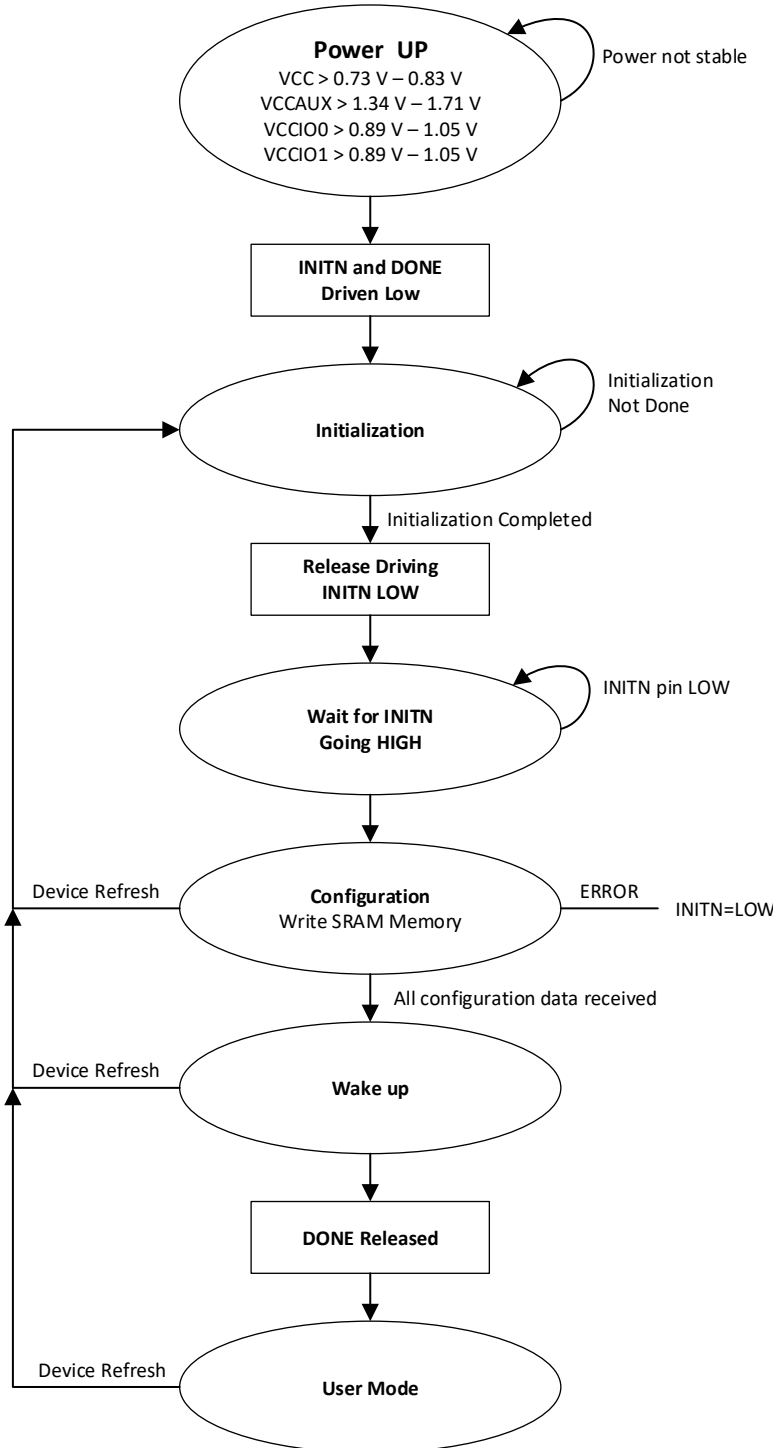 Power UP
VCC > 0.73 V – 0.83 V
VCCAUX > 1.34 V – 1.71 V
VCCIO0 > 0.89 V – 1.05 V
VCCIO1 > 0.89 V – 1.05 V
Power not stable
INITN and DONE
Driven Low
Initialization
Initialization
Not Done
Initialization Completed
Release Driving
INITN LOW
Wait for INITN
Going HIGH
INITN pin LOW
Device Refresh
Configuration
Write SRAM Memory
ERROR
INITN=LOW
All configuration data received
Device Refresh
Wake up
DONE Released
Device Refresh
User Mode